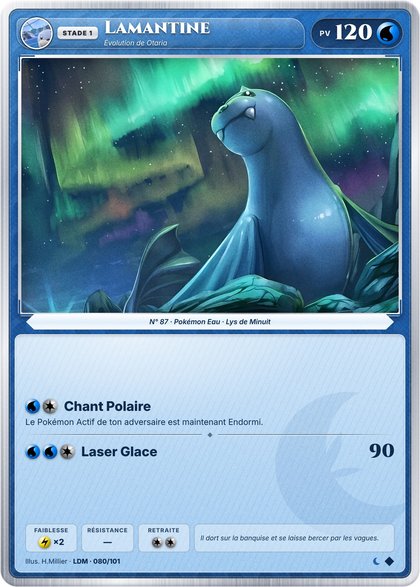 STADE 1
LAMANTINE
Évolution de Otaria
PV 120
N° 87 · Pokémon Eau · Lys de Minuit
Chant Polaire
Le Pokémon Actif de ton adversaire est maintenant Endormi.
Laser Glace 90
FAIBLESSE
×2
RÉSISTANCE
—
RETRAITE
Il dort sur la banquise et se laisse bercer par les vagues.
Illus. H.Millier · LDM · 080/101